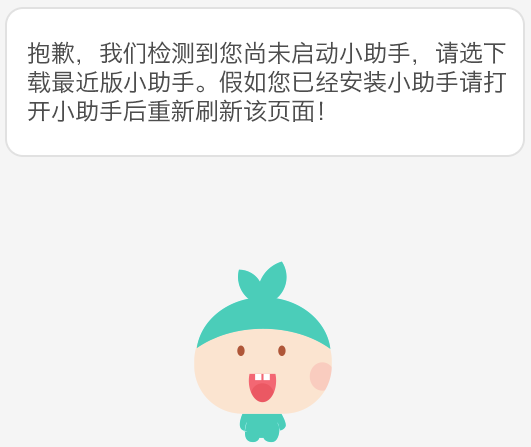 抱歉，我们检测到您尚未启动小助手，请选下
载最近版小助手。假如您已经安装小助手请打
开小助手后重新刷新该页面！